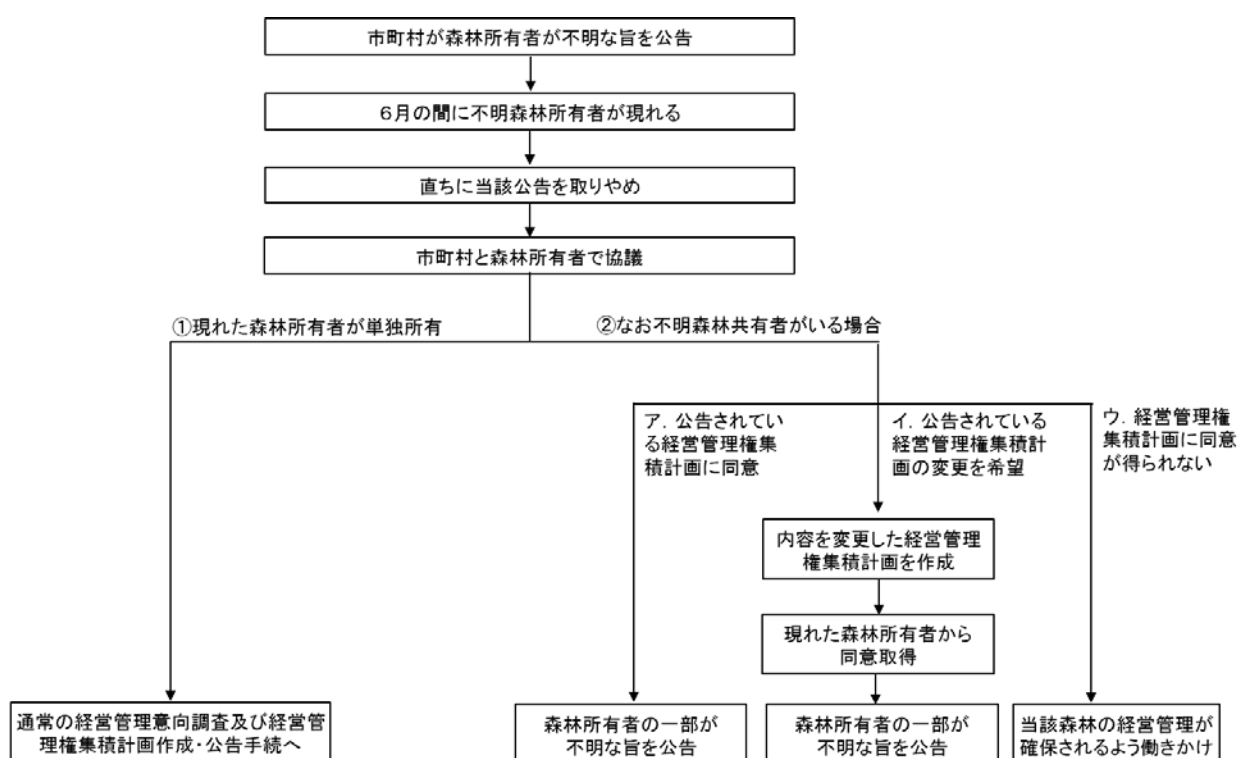 市町村が森林所有者が不明な旨を公告
6月の間に不明森林所有者が現れる
直ちに当該公告を取りやめ
市町村と森林所有者で協議
①現れた森林所有者が単独所有
②なお不明森林共有者がいる場合
ア．公告されてい
る経営管理権集
積計画に同意
イ．公告されている
経営管理権集積計
画の変更を希望
ウ．経営管理権
集積計画に同意
が得られない
内容を変更した経営管理
権集積計画を作成
現れた森林所有者から
同意取得
通常の経営管理意向調査及び経営管
理権集積計画作成・公告手続へ
森林所有者の一部が
不明な旨を公告
森林所有者の一部が
不明な旨を公告
当該森林の経営管理が
確保されるよう働きかけ